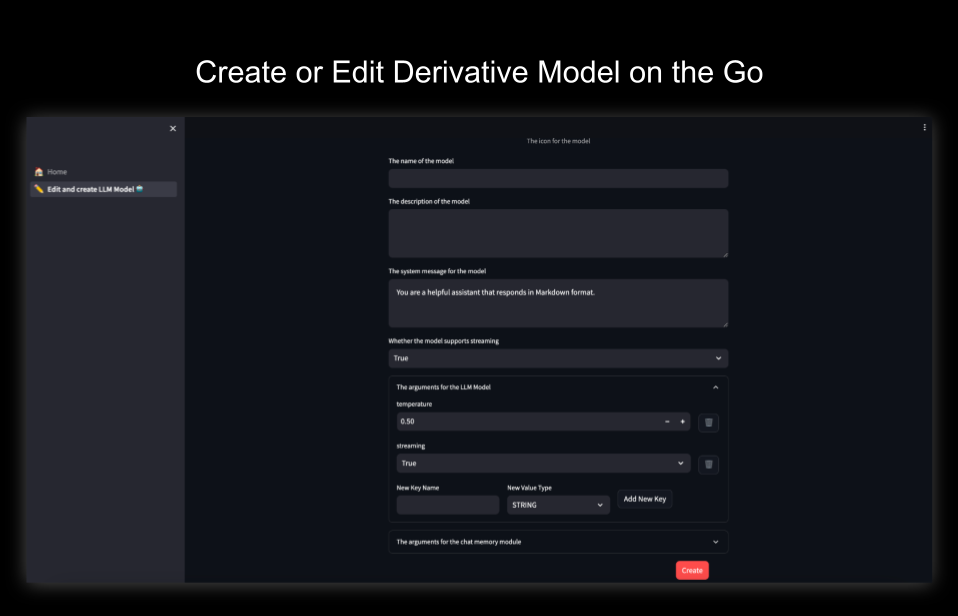 Create or Edit Derivative Model on the Go
The icon for the model
Home
Edit and create LLM Model
The name of the model
The description of the model
The system message for the model
You are a helpful assistant that responds in Markdown format.
Whether the model supports streaming
True
The arguments for the LLM Model
temperature
0.50
streaming
True
New Key Name New Value Type
STRING Add New Key
The arguments for the chat memory module
Create